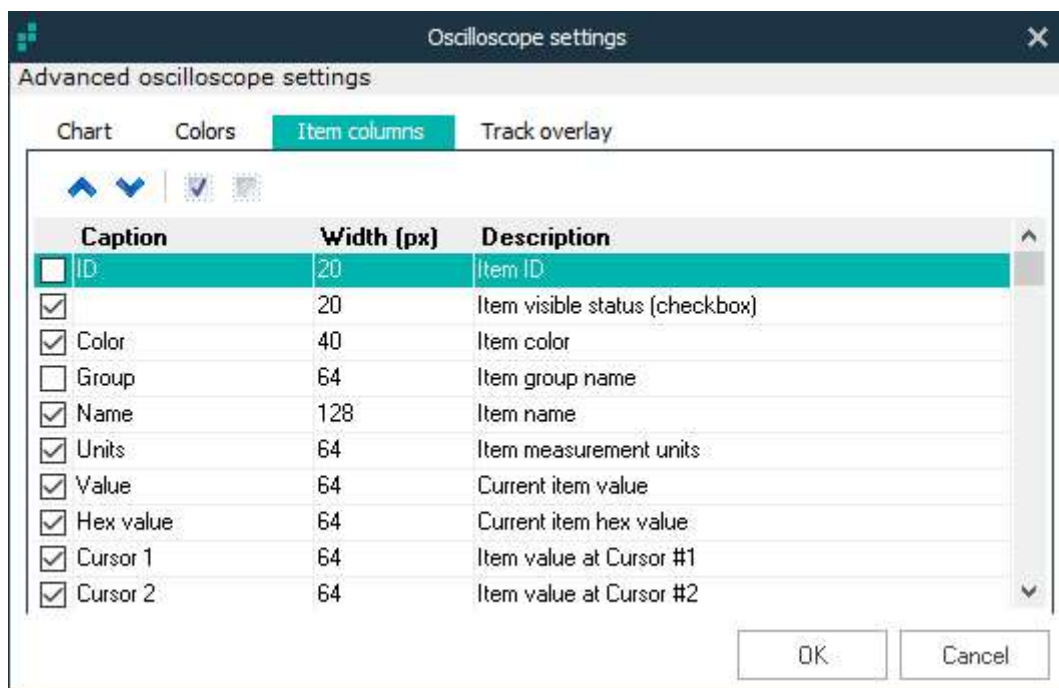 Oscilloscope settings
Advanced oscilloscope settings
Chart Colors Item columns Track overlay
Caption Width (px) Description
ID 20 Item ID
20 Item visible status (checkbox)
Color 40 Item color
Group 64 Item group name
Name 128 Item name
Units 64 Item measurement units
Value 64 Current item value
Hex value 64 Current item hex value
Cursor 1 64 Item value at Cursor #1
Cursor 2 64 Item value at Cursor #2
OK Cancel